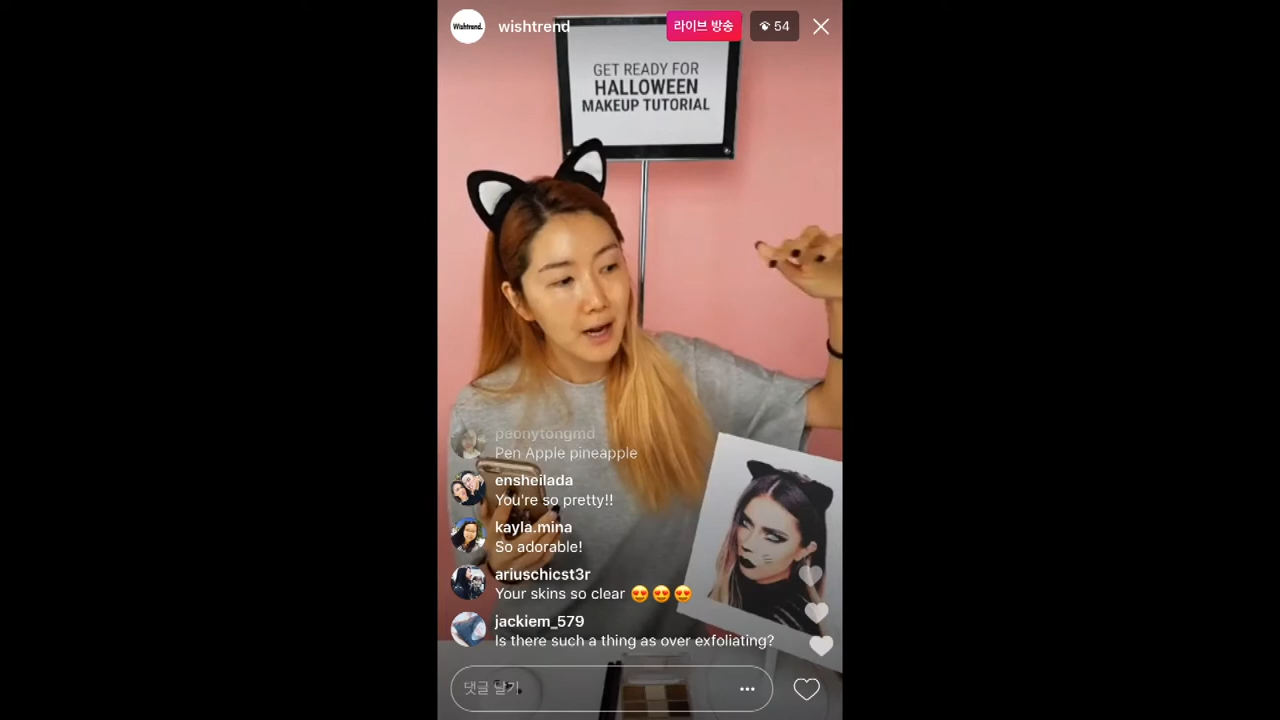 Wishtrend.
wishtrend
라이브 방송
54
GET READY FOR
HALLOWEEN
MAKEUP TUTORIAL
peonytongmd
Pen Apple pineapple
ensheilada
You're so pretty!!
kayla.mina
So adorable!
ariuschicst3r
Your skins so clear 😍😍😍
jackiem_579
Is there such a thing as over exfoliating?
댓글 달기